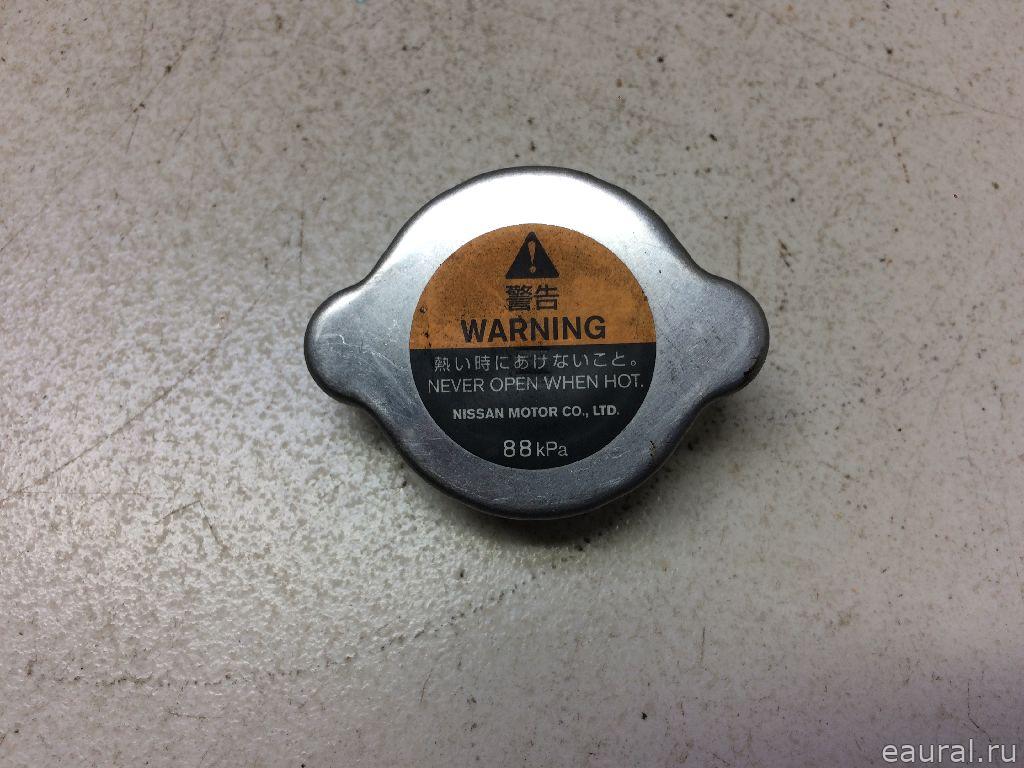 警告
WARNING
熱い時にあけないこと。
NEVER OPEN WHEN HOT.
NISSAN MOTOR CO., LTD.
88kPa
eaural.ru